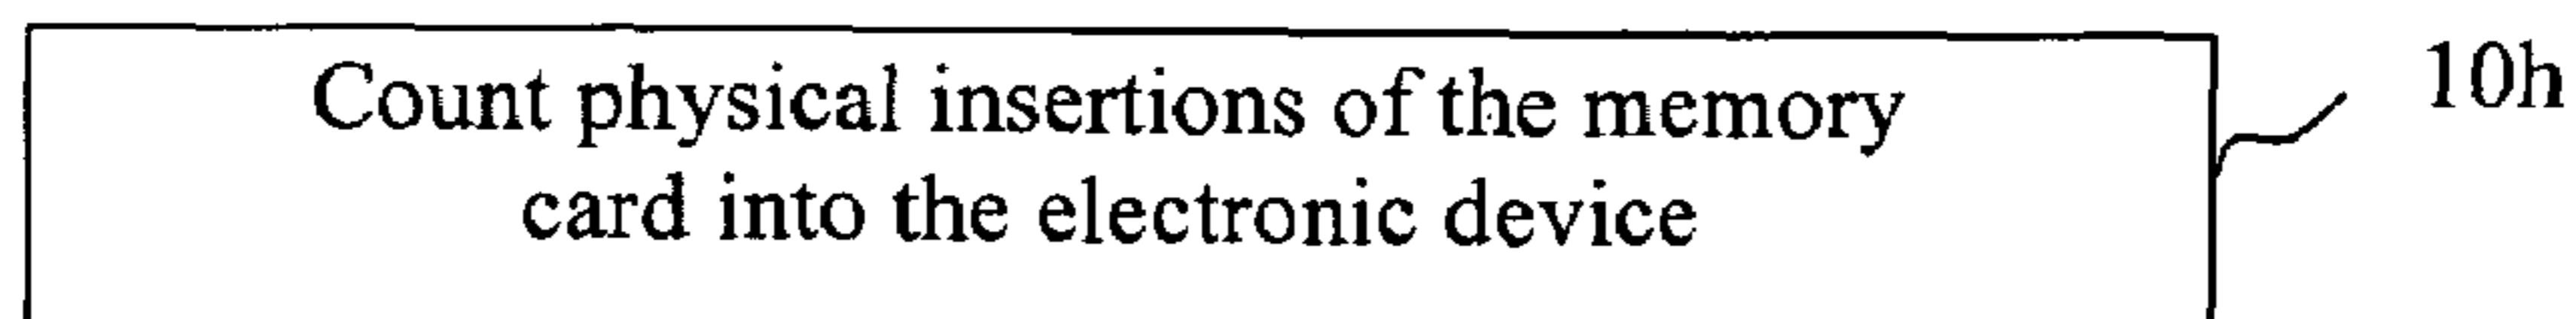 Count physical insertions of the memory
card into the electronic device
10h